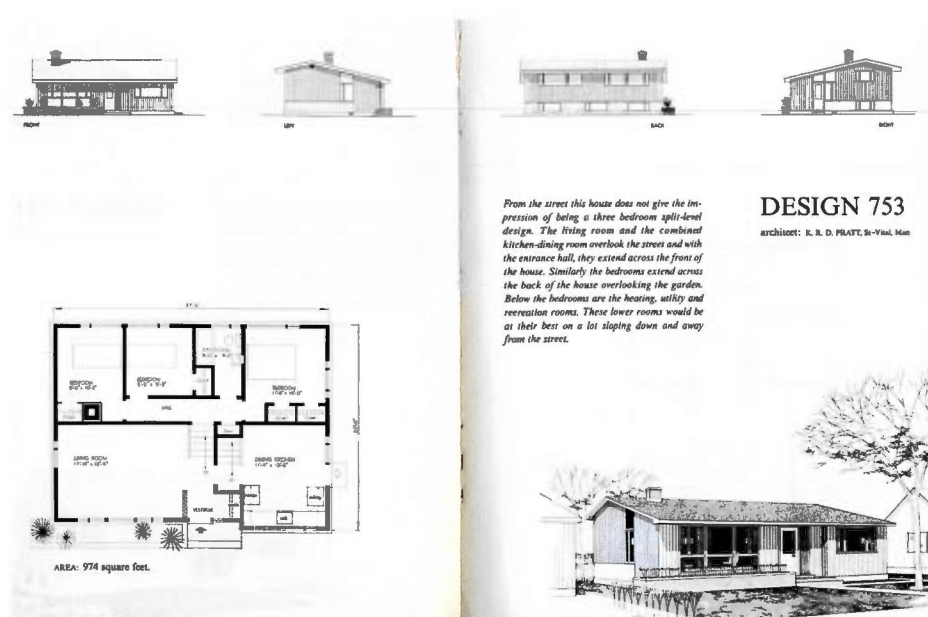 FRONT
LEFT
BACK
RIGHT
From the street this house does not give the im-
pression of being a three bedroom split-level
design. The living room and the combined
kitchen-dining room overlook the street and with
the entrance hall, they extend across the front of
the house. Similarly the bedrooms extend across
the back of the house overlooking the garden.
Below the bedrooms are the heating, utility and
recreation rooms. These lower rooms would be
at their best on a lot sloping down and away
from the street.
DESIGN 753
architect: K. R. D. PRATT, St-Vital, Man
BEDROOM
BEDROOM
BEDROOM
HALL
LIVING ROOM
DINING KITCHEN
VESTIBULE
AREA: 974 square feet.